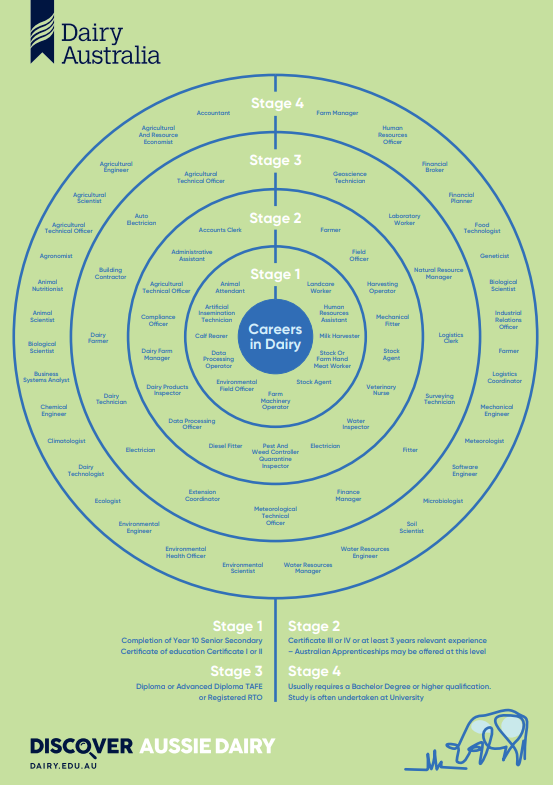 Dairy
Australia
Stage 4
Accountant
Farm Manager
Agricultural
And Resource
Economist
Human
Resources
Officer
Agricultural
Engineer
Financial
Broker
Agricultural
Scientist
Financial
Planner
Agricultural
Technical Officer
Food
Technologist
Agronomist
Geneticist
Animal
Nutritionist
Biological
Scientist
Animal
Scientist
Industrial
Relations
Officer
Biological
Scientist
Farmer
Business
Systems Analyst
Logistics
Coordinator
Chemical
Engineer
Mechanical
Engineer
Climatologist
Meteorologist
Dairy
Technologist
Software
Engineer
Ecologist
Microbiologist
Environmental
Engineer
Soil
Scientist
Environmental
Health Officer
Water Resources
Engineer
Environmental
Scientist
Water Resources
Manager
Stage 3
Agricultural
Technical Officer
Geoscience
Technician
Auto
Electrician
Laboratory
Worker
Building
Contractor
Natural Resource
Manager
Dairy
Farmer
Logistics
Clerk
Dairy
Technician
Surveying
Technician
Electrician
Fitter
Extension
Coordinator
Finance
Manager
Meteorological
Technical
Officer
Stage 2
Accounts Clerk
Farmer
Administrative
Assistant
Field
Officer
Agricultural
Technical Officer
Harvesting
Operator
Compliance
Officer
Mechanical
Fitter
Dairy Farm
Manager
Stock
Agent
Dairy Products
Inspector
Veterinary
Nurse
Data Processing
Officer
Water
Inspector
Diesel Fitter
Pest And
Weed Controller
Quarantine
Inspector
Electrician
Stage 1
Animal
Attendant
Landcare
Worker
Artificial
Insemination
Technician
Human
Resources
Assistant
Calf Rearer
Milk Harvester
Data
Processing
Operator
Stock Or
Farm Hand
Meat Worker
Environmental
Field Officer
Stock Agent
Farm
Machinery
Operator
Careers
in Dairy
Stage 1
Completion of Year 10 Senior Secondary
Certificate of education Certificate I or II
Stage 2
Certificate III or IV or at least 3 years relevant experience
– Australian Apprenticeships may be offered at this level
Stage 3
Diploma or Advanced Diploma TAFE
or Registered RTO
Stage 4
Usually requires a Bachelor Degree or higher qualification.
Study is often undertaken at University
DISCOVER AUSSIE DAIRY
DAIRY.EDU.AU